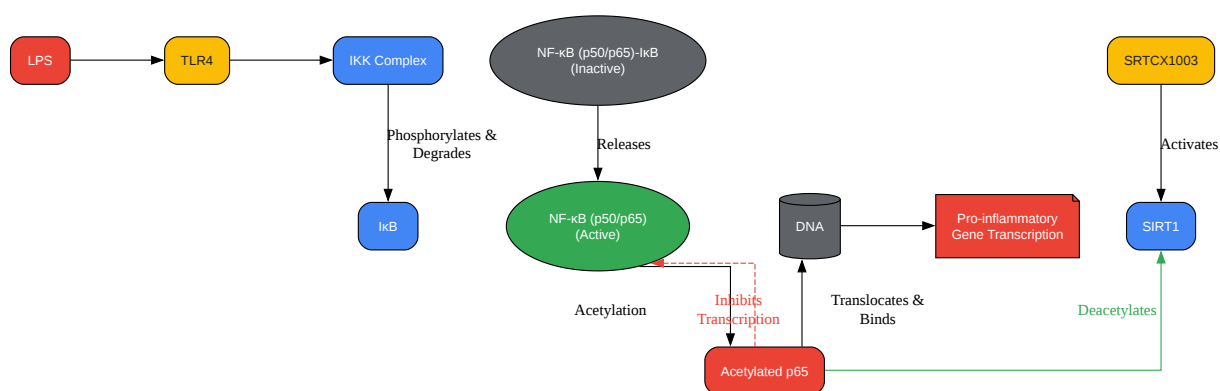 LPS
TLR4
IKK Complex
NF-κB (p50/p65)-IκB
(Inactive)
SRTCX1003
Phosphorylates &
Degrades
Releases
Activates
IκB
NF-κB (p50/p65)
(Active)
DNA
Pro-inflammatory
Gene Transcription
SIRT1
Acetylation
Inhibits
Transcription
Translocates &
Binds
Deacetylates
Acetylated p65